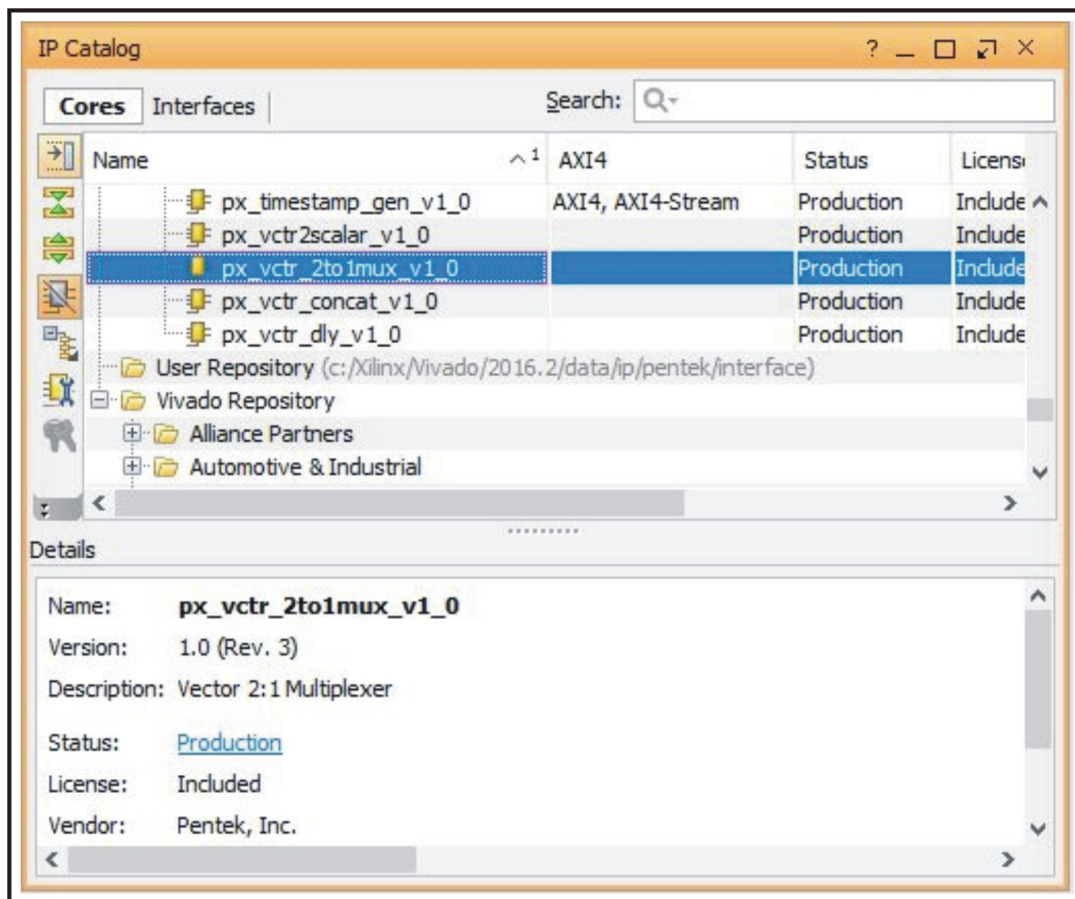 IP Catalog ?
Cores Interfaces Search:
Name 1 AXI4 Status Licens
px_timestamp_gen_v1_0 AXI4, AXI4-Stream Production Include
px_vctr2scalar_v1_0 Production Include
px_vctr_2to1mux_v1_0 Production Include
px_vctr_concat_v1_0 Production Include
px_vctr_dly_v1_0 Production Include
User Repository (c:/Xilinx/Vivado/2016.2/data/ip/pentek/interface)
Vivado Repository
Alliance Partners
Automotive & Industrial
Details
Name: px_vctr_2to1mux_v1_0
Version: 1.0 (Rev. 3)
Description: Vector 2:1 Multiplexer
Status: Production
License: Included
Vendor: Pentek, Inc.